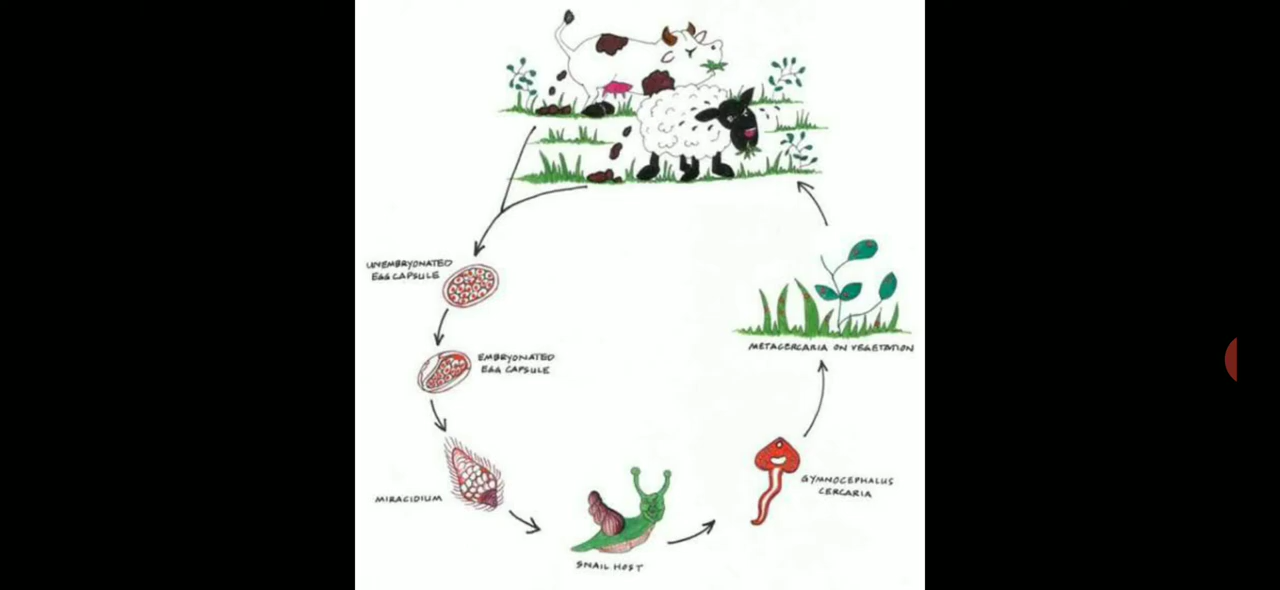 UNEMBRYONATED
EGG CAPSULE
EMBRYONATED
EGG CAPSULE
METACERCARIA ON VEGETATION
MIRACIDIUM
GYMNOCEPHALUS
CERCARIA
SNAIL HOST